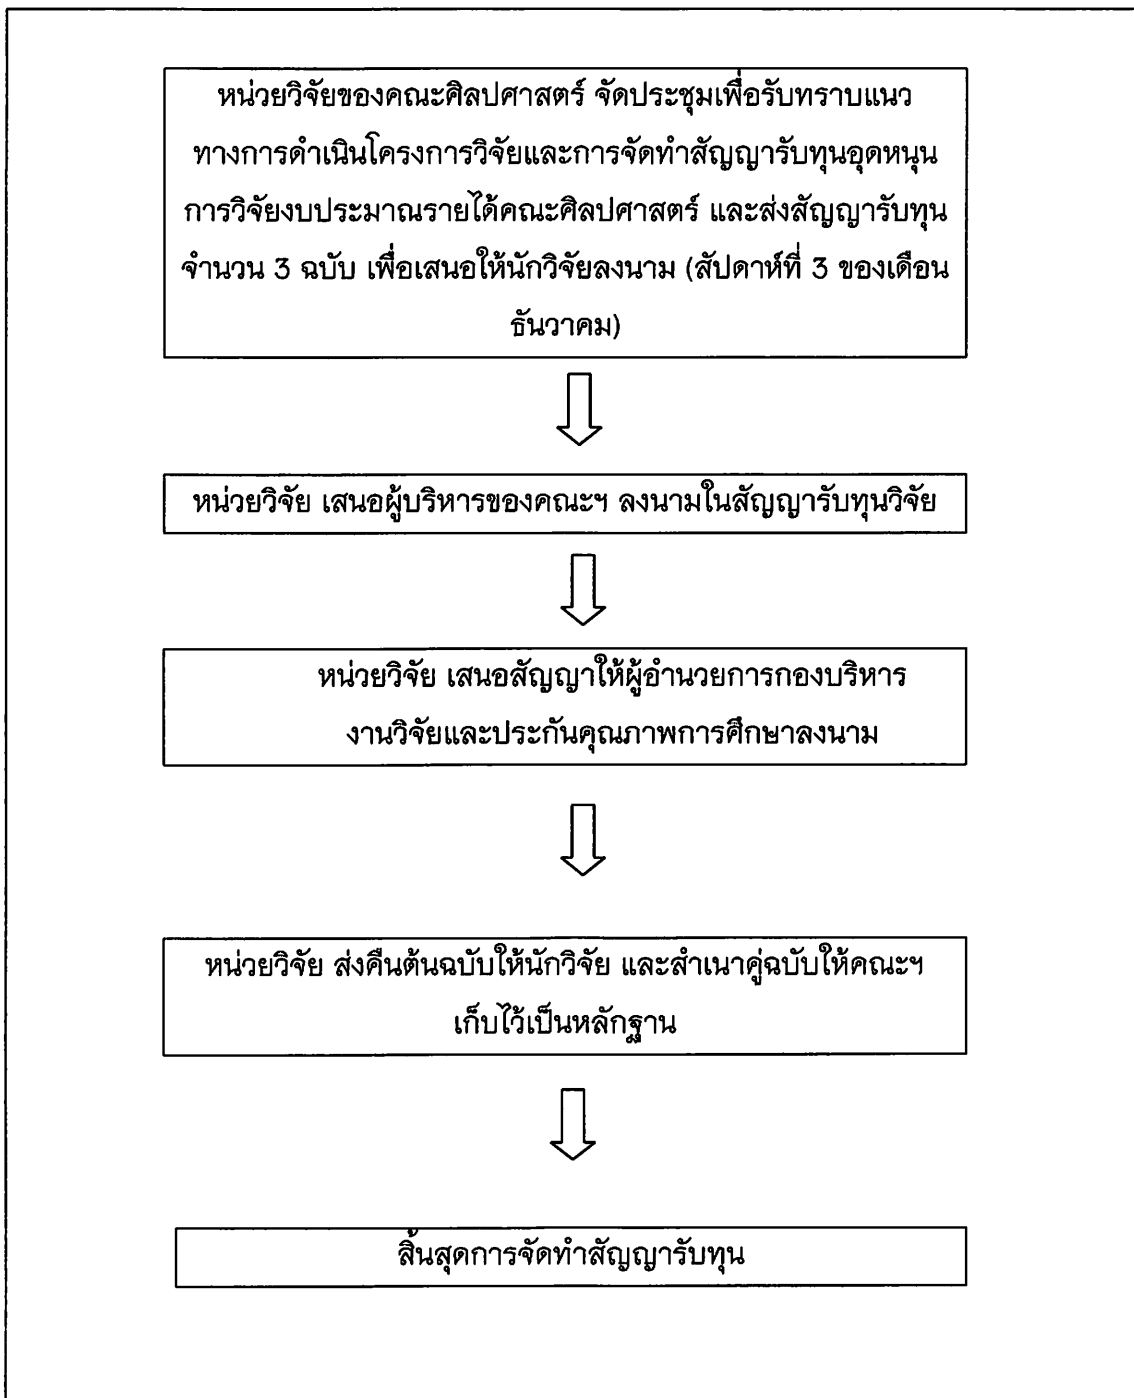 หน่วยวิจัยของคณะศิลปศาสตร์ จัดประชุมเพื่อรับทราบแนว
ทางการดำเนินโครงการวิจัยและการจัดทำสัญญารับทุนอุดหนุน
การวิจัยงบประมาณรายได้คณะศิลปศาสตร์ และส่งสัญญารับทุน
จำนวน 3 ฉบับ เพื่อเสนอให้นักวิจัยลงนาม (สัปดาห์ที่ 3 ของเดือน
ธันวาคม)
หน่วยวิจัย เสนอผู้บริหารของคณะฯ ลงนามในสัญญารับทุนวิจัย
หน่วยวิจัย เสนอสัญญาให้ผู้อำนวยการกองบริหาร
งานวิจัยและประกันคุณภาพการศึกษาลงนาม
หน่วยวิจัย ส่งคืนต้นฉบับให้นักวิจัย และสำเนาคู่ฉบับให้คณะฯ
เก็บไว้เป็นหลักฐาน
สิ้นสุดการจัดทำสัญญารับทุน